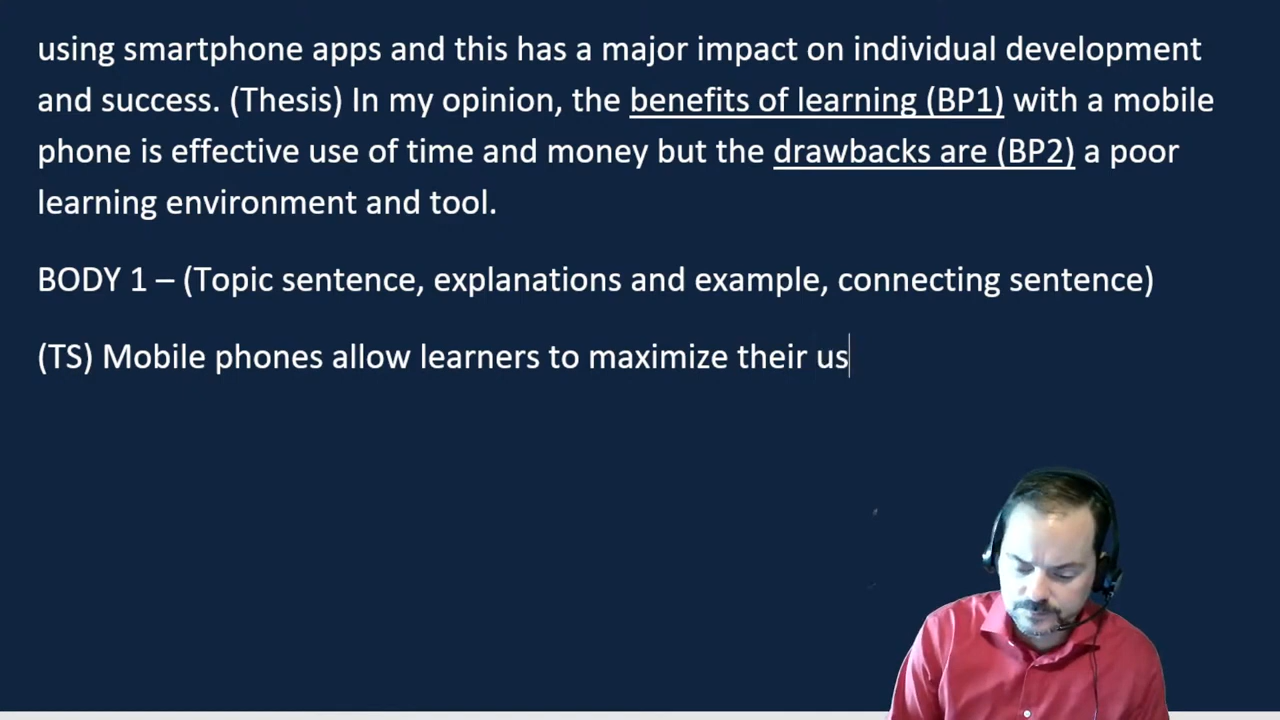 using smartphone apps and this has a major impact on individual development
and success. (Thesis) In my opinion, the benefits of learning (BP1) with a mobile
phone is effective use of time and money but the drawbacks are (BP2) a poor
learning environment and tool.
BODY 1 – (Topic sentence, explanations and example, connecting sentence)
(TS) Mobile phones allow learners to maximize their us